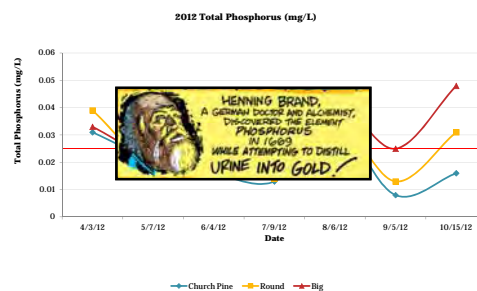 2012 Total Phosphorus (mg/L)
Total Phosphorus (mg/L)
0.06
0.05
0.04
0.03
0.02
0.01
0
HENNING BRAND,
A GERMAN DOCTOR AND ALCHEMIST,
DISCOVERED THE ELEMENT
PHOSPHORUS
IN 1669
WHILE ATTEMPTING TO DISTILL
URINE INTO GOLD!
4/3/12 5/7/12 6/4/12 7/9/12 8/6/12 9/5/12 10/15/12
Date
Church Pine Round Big